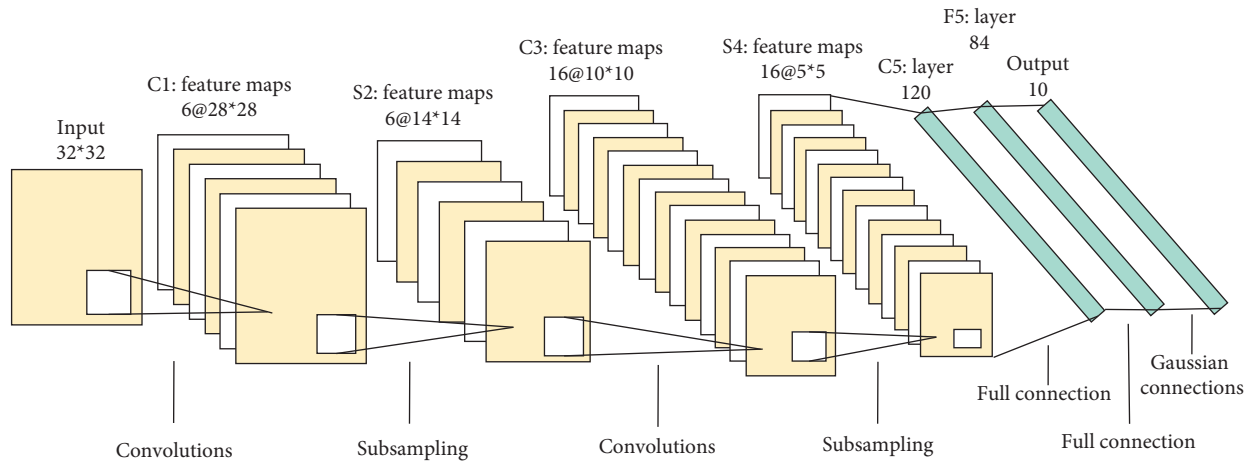 Input
32*32
C1: feature maps
6@28*28
S2: feature maps
6@14*14
C3: feature maps
16@10*10
S4: feature maps
16@5*5
C5: layer
120
F5: layer
84
Output
10
Convolutions
Subsampling
Convolutions
Subsampling
Full connection
Full connection
Gaussian
connections